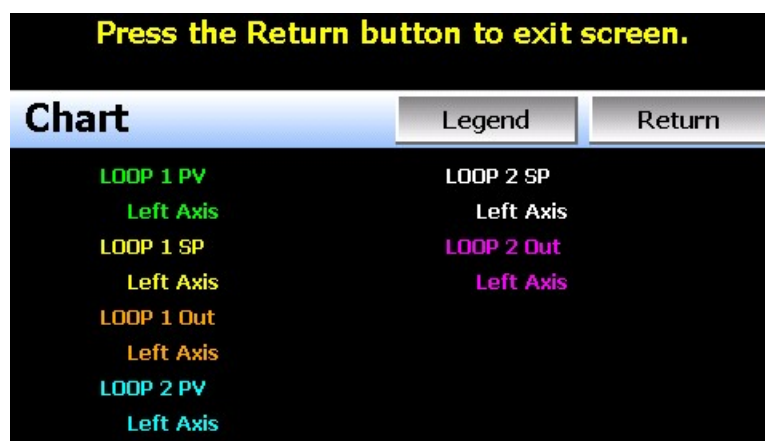 Press the Return button to exit screen.
Chart
Legend
Return
LOOP 1 PV
Left Axis
LOOP 1 SP
Left Axis
LOOP 1 Out
Left Axis
LOOP 2 PV
Left Axis
LOOP 2 SP
Left Axis
LOOP 2 Out
Left Axis